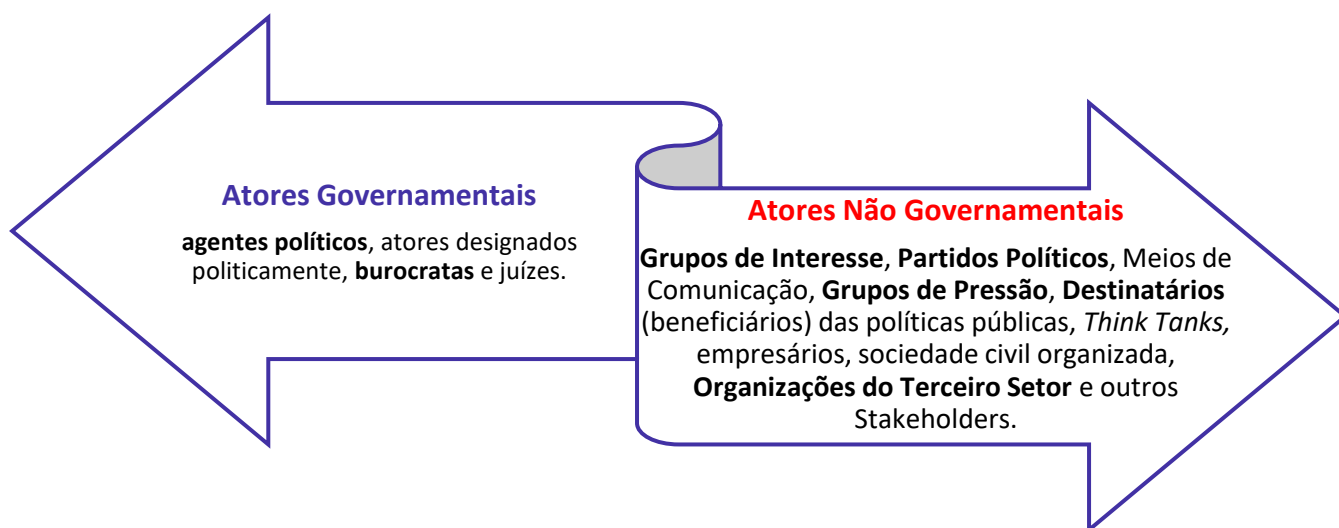 Atores Governamentais
agentes políticos, atores designados
politicamente, burocratas e juízes.
Atores Não Governamentais
Grupos de Interesse, Partidos Políticos, Meios de
Comunicação, Grupos de Pressão, Destinatários
(beneficiários) das políticas públicas, Think Tanks,
empresários, sociedade civil organizada,
Organizações do Terceiro Setor e outros
Stakeholders.